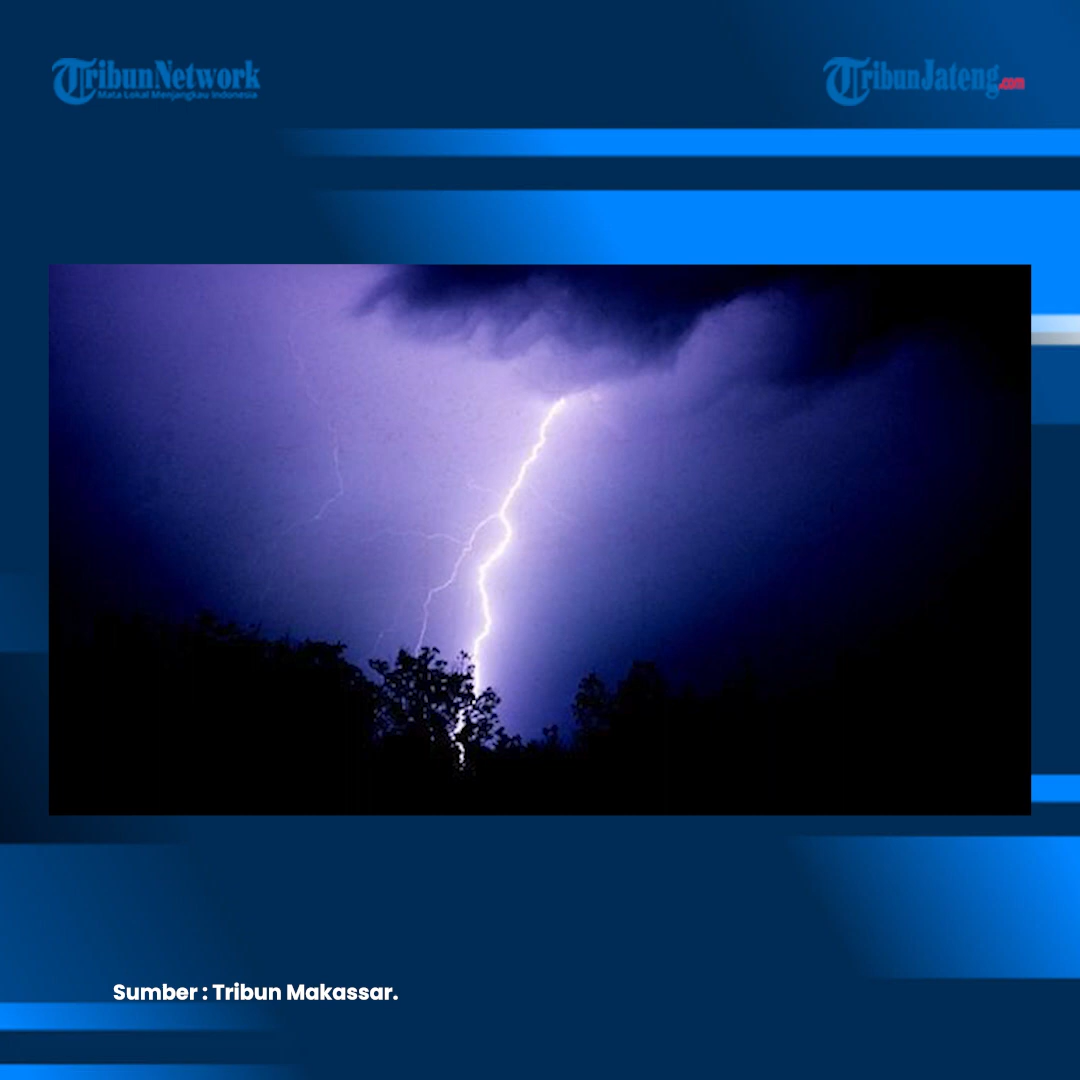 TribunNetwork
Mata Lokal Menjangkau Indonesia
TribunJateng.com
Sumber : Tribun Makassar.